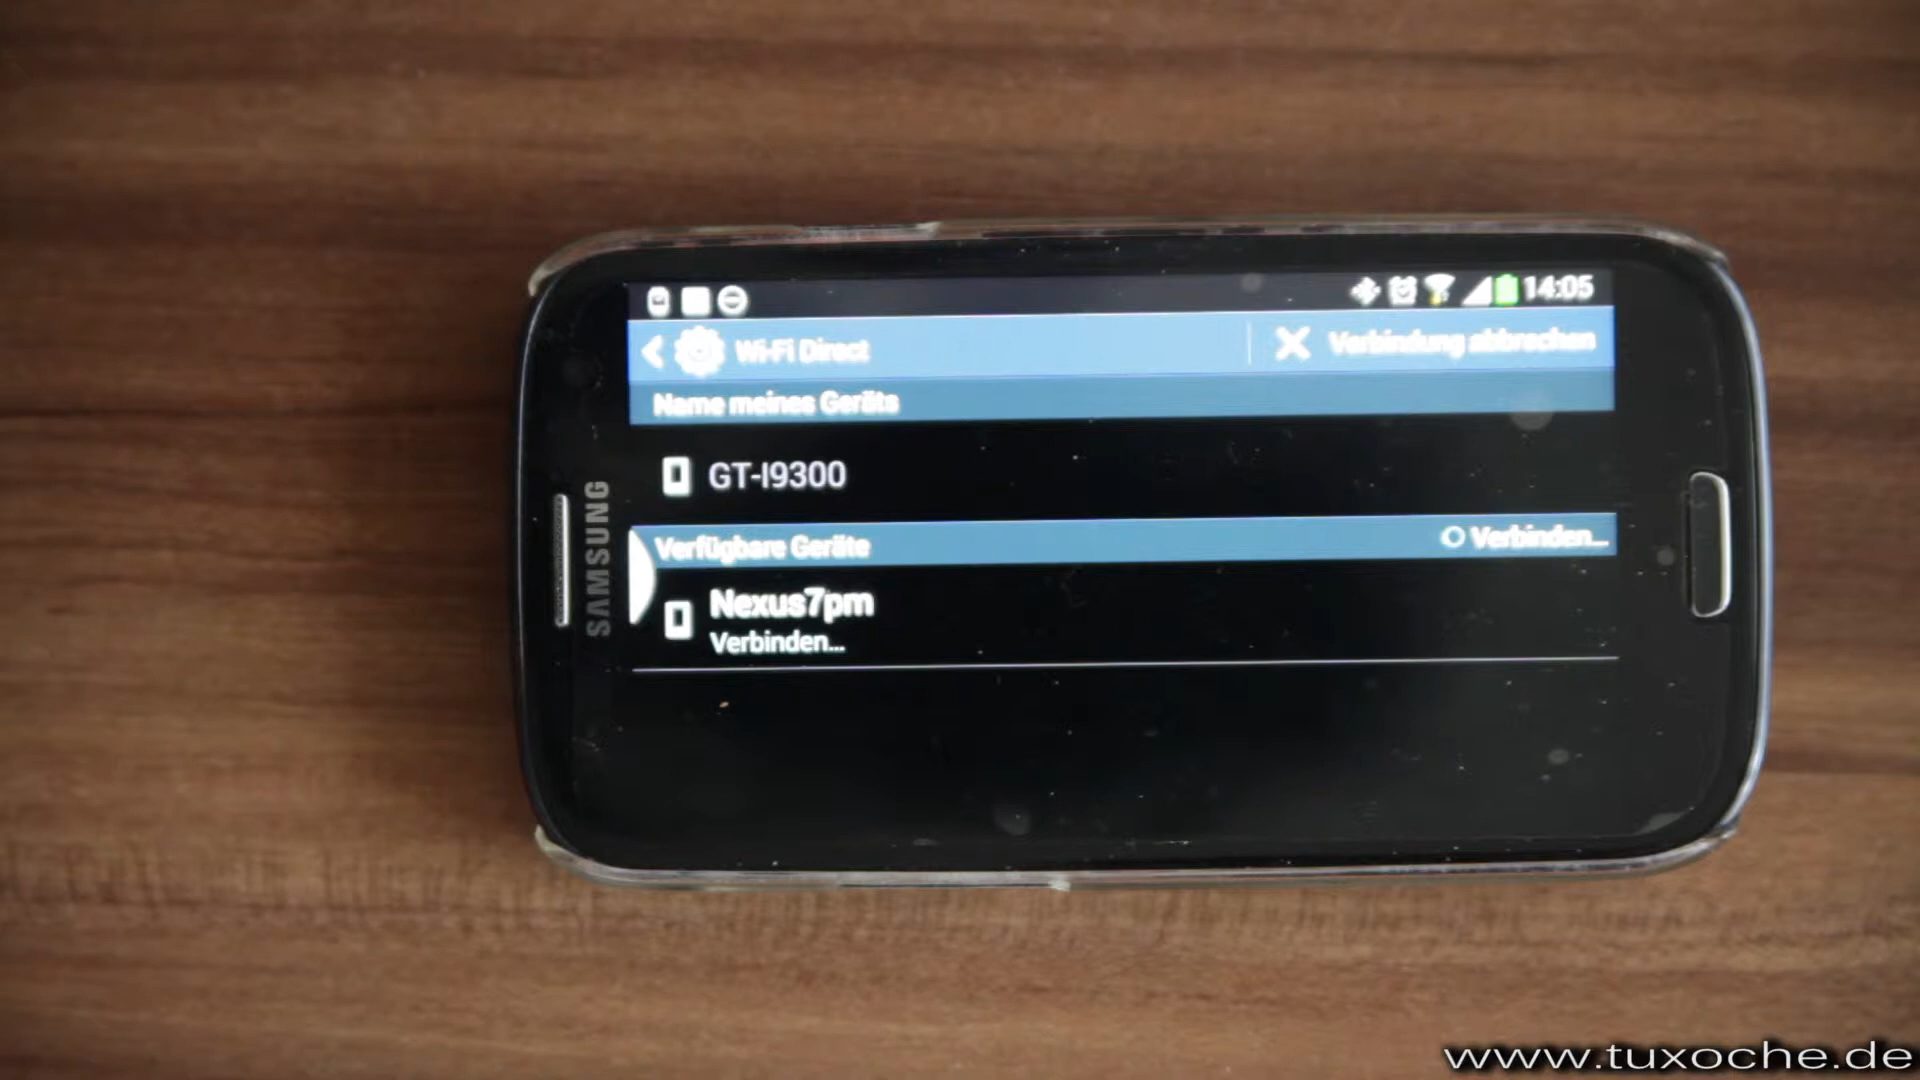 14:05
Wi-Fi Direct
Verbindung abbrechen
Name meines Geräts
GT-I9300
Verfügbare Geräte
Verbinden...
Nexus7pm
Verbinden...
SAMSUNG
www.tuxoche.de